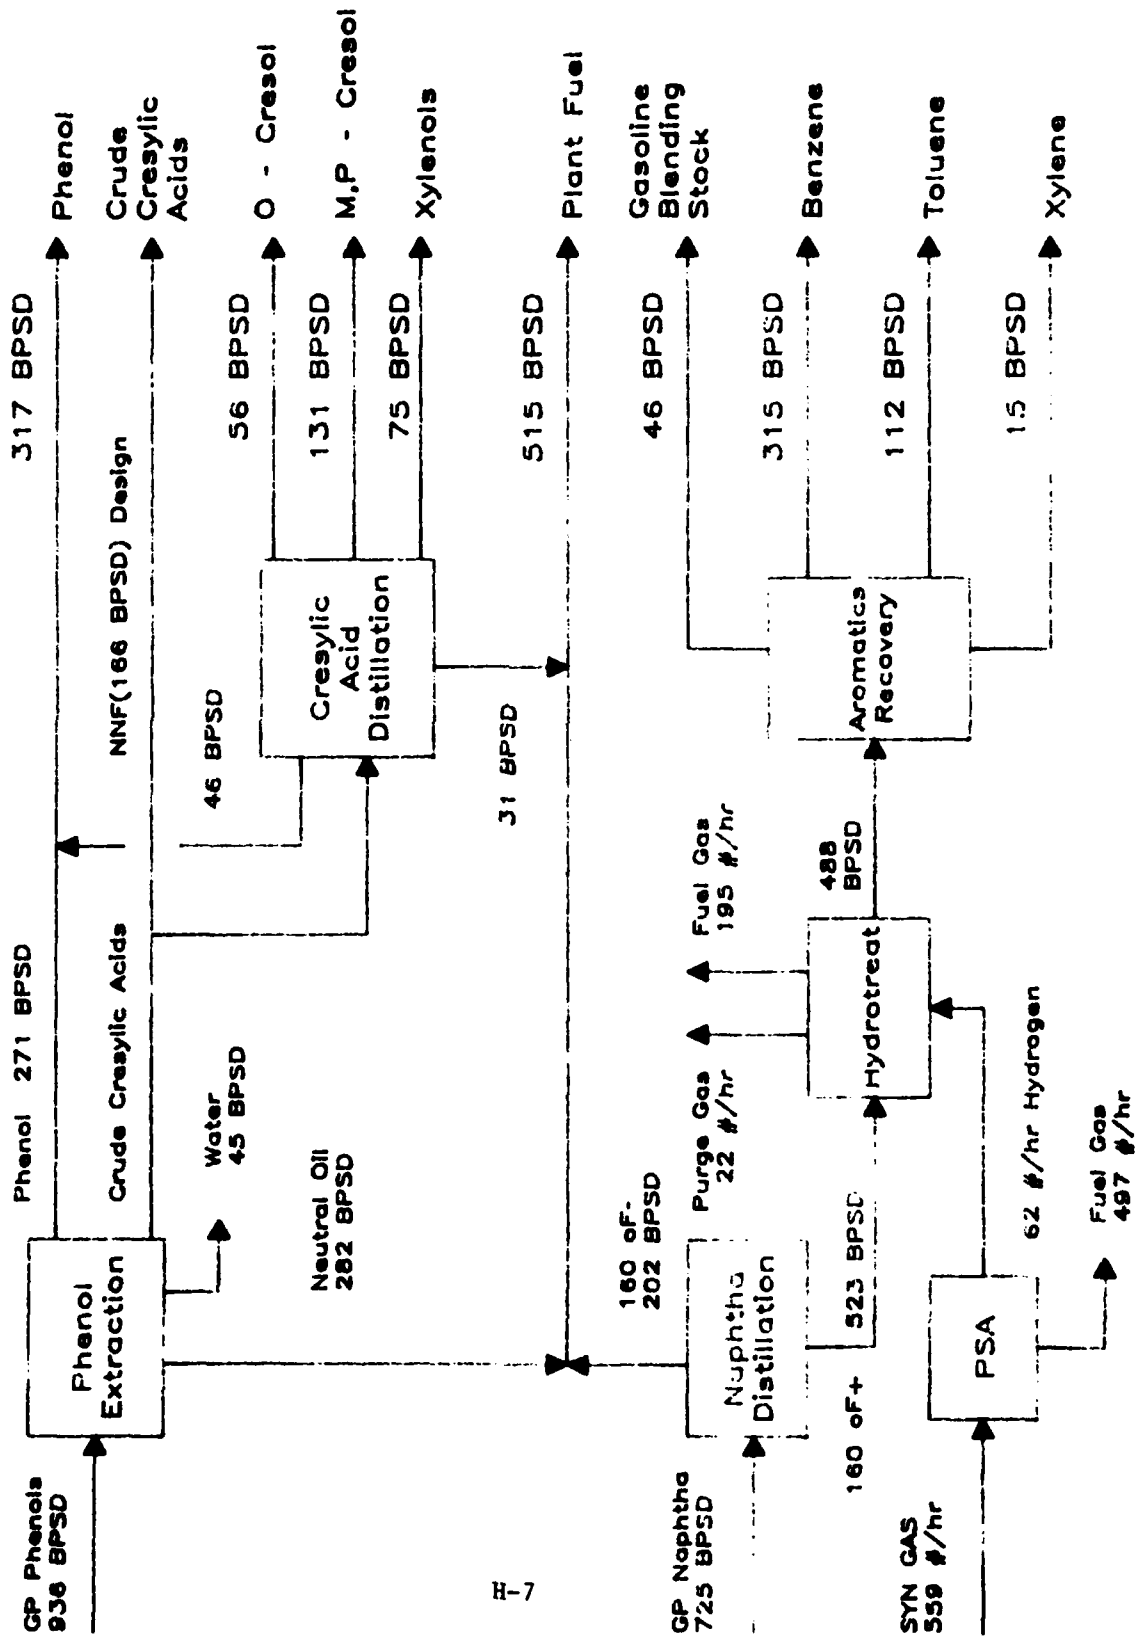 GP Phenols
936 BPSD
Phenol
Extraction
Phenol 271 BPSD
317 BPSD
Phenol
Crude Cresylic Acids
NNF(166 BPSD) Design
Crude
Cresylic
Acids
Water
45 BPSD
46 BPSD
Cresylic
Acid
Distillation
56 BPSD
O - Cresol
131 BPSD
M,P - Cresol
75 BPSD
Xylenols
Neutral Oil
282 BPSD
31 BPSD
515 BPSD
Plant Fuel
160 oF-
202 BPSD
GP Naphtha
725 BPSD
Nuphtha
Distillation
160 oF+ 523 BPSD
Purge Gas
22 #/hr
Fuel Gas
195 #/hr
Hydrotreat
488
BPSD
Aromatics
Recovery
46 BPSD
Gasoline
Blending
Stock
315 BPSD
Benzene
112 BPSD
Toluene
15 BPSD
Xylene
SYN GAS
559 #/hr
PSA
62 #/hr Hydrogen
Fuel Gas
497 #/hr
H-7